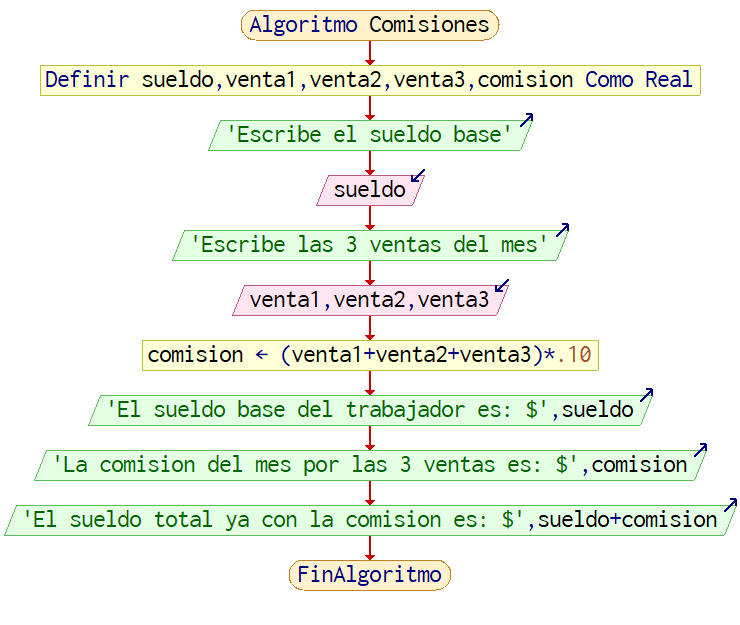 Algoritmo Comisiones
Definir sueldo,venta1,venta2,venta3,comision Como Real
'Escribe el sueldo base'
sueldo
'Escribe las 3 ventas del mes'
venta1,venta2,venta3
comision ← (venta1+venta2+venta3)*.10
'El sueldo base del trabajador es: $',sueldo
'La comision del mes por las 3 ventas es: $',comision
'El sueldo total ya con la comision es: $',sueldo+comision
FinAlgoritmo